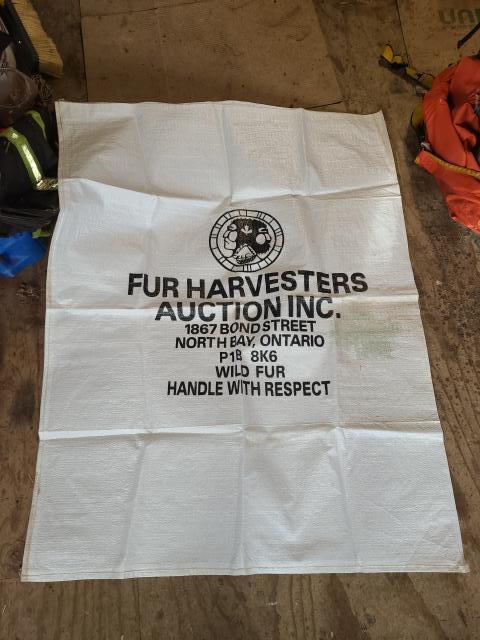 FUR HARVESTERS
AUCTION INC.
1867 BOND STREET
NORTH BAY, ONTARIO
P1B 8K6
WILD FUR
HANDLE WITH RESPECT